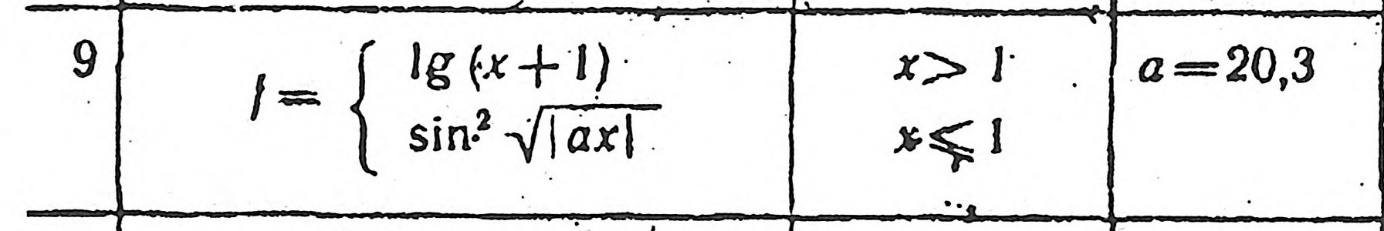 9
lg (x + 1)
x > 1
a = 20,3
sin² √|ax|
x ⩽ 1